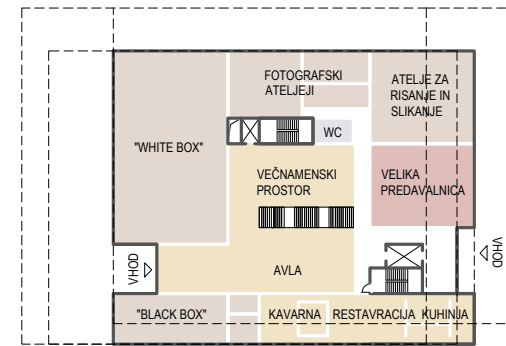 FOTOGRAFSKI
ATELJEJI
ATELJE ZA
RISANJE IN
SLIKANJE
"WHITE BOX"
WC
VEČNAMENSKI
PROSTOR
VELIKA
PREDAVALNICA
VHOD
VHOD
AVLA
"BLACK BOX"
KAVARNA
RESTAVRACIJA
KUHINJA